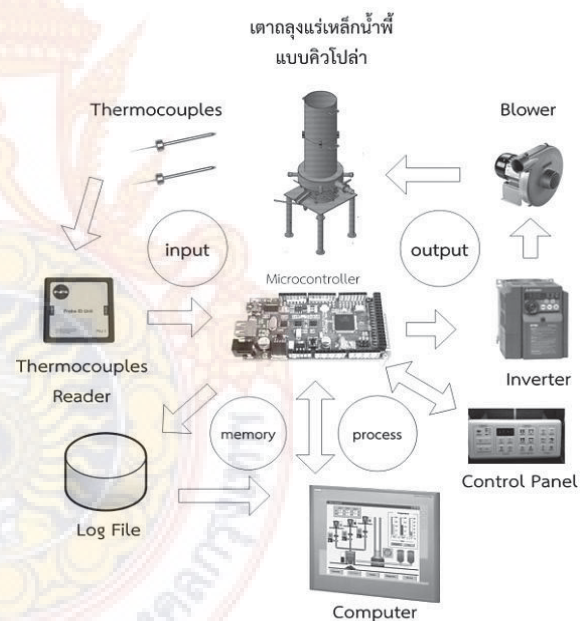 เตาถลุงแร่เหล็กน้ำพี้
แบบคิวโปล่า
Thermocouples
Blower
input
output
Microcontroller
Thermocouples
Reader
Inverter
memory
process
Control Panel
Log File
Computer